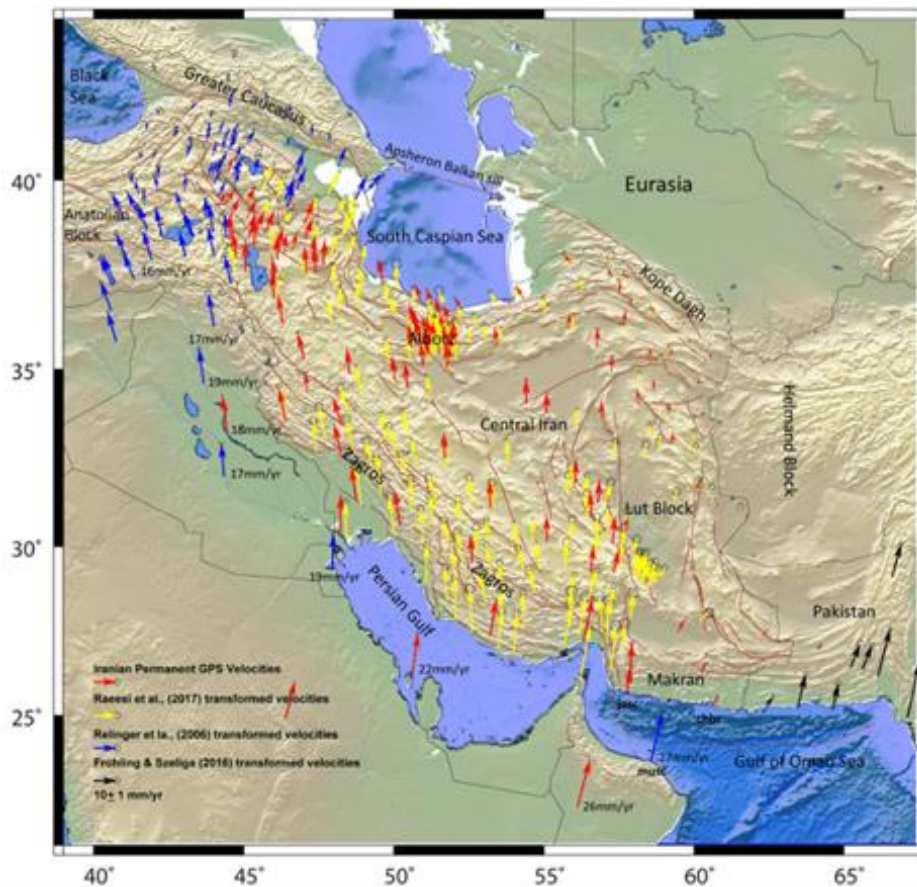 Black
Sea
Greater Caucasus
Apsheron Balkan sill
Eurasia
40°
Anatolian
Block
South Caspian Sea
16mm/yr
Kope Dagh
17mm/yr
Alborz
35°
19mm/yr
18mm/yr
Central Iran
Helmand Block
17mm/yr
Zagros
Lut Block
30°
19mm/yr
Persian Gulf
Zagros
Pakistan
Iranian Permanent GPS Velocities
22mm/yr
Makran
Raeesi et al., (2017) transformed velocities
25°
chbr
Relinger et la., (2006) transformed velocities
27mm/yr
Gulf of Oman Sea
musc
Frohling & Szeliga (2016) transformed velocities
10± 1 mm/yr
26mm/yr
40° 45° 50° 55° 60° 65°